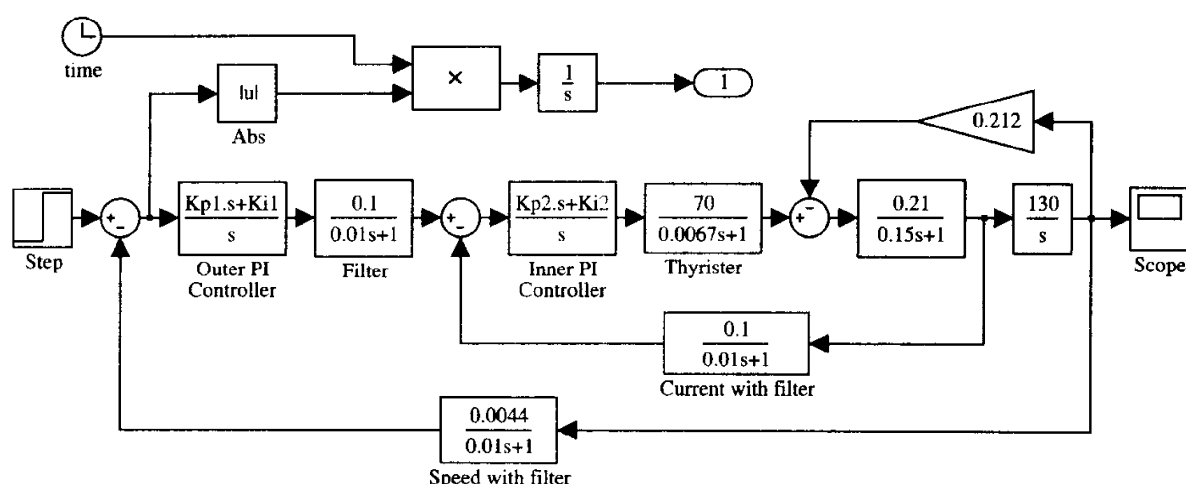 time
|u|
Abs
×
1
s
1
0.212
Step
+
−
Kp1.s+Ki1
s
Outer PI
Controller
0.1
0.01s+1
Filter
+
−
Kp2.s+Ki2
s
Inner PI
Controller
70
0.0067s+1
Thyrister
+
−
0.21
0.15s+1
130
s
Scope
0.1
0.01s+1
Current with filter
0.0044
0.01s+1
Speed with filter